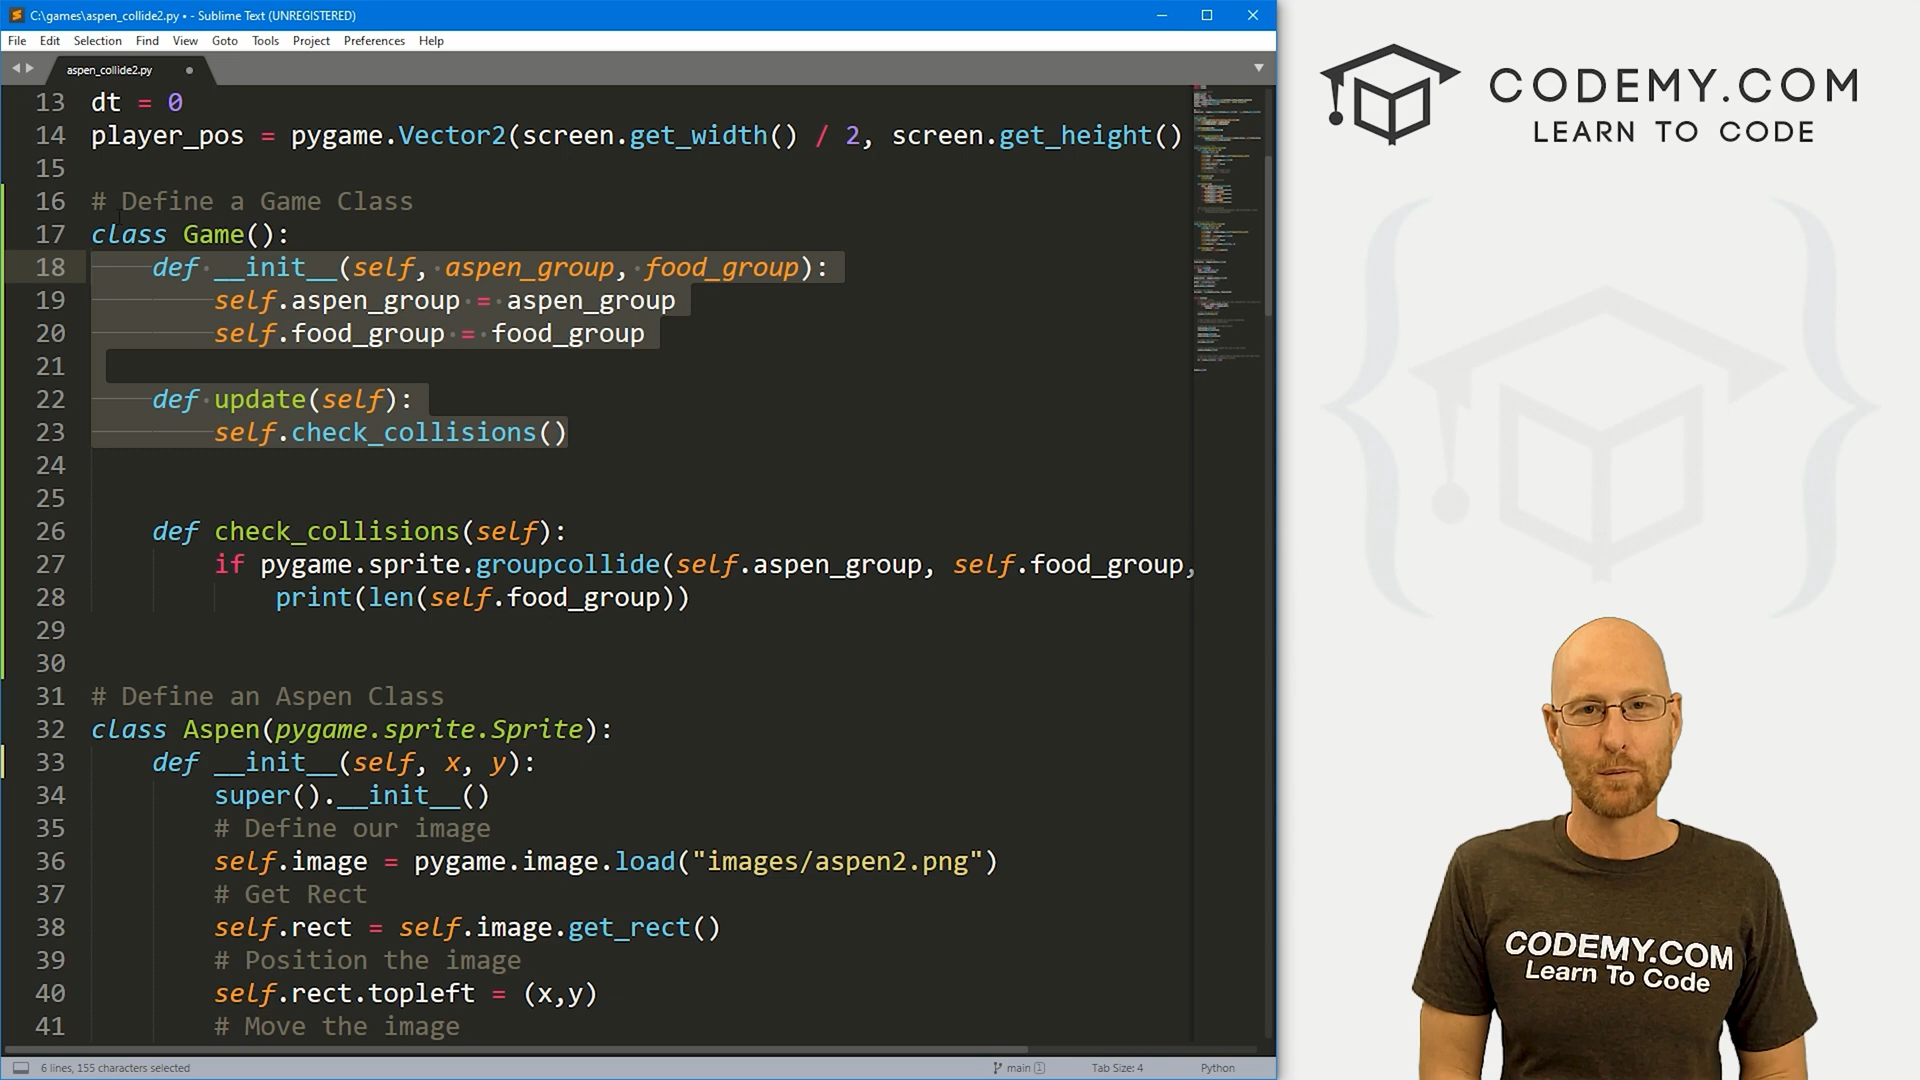 C:\games\aspen_collide2.py • - Sublime Text (UNREGISTERED)
File Edit Selection Find View Goto Tools Project Preferences Help
aspen_collide2.py
13 dt = 0
14 player_pos = pygame.Vector2(screen.get_width() / 2, screen.get_height()
15
16 # Define a Game Class
17 class Game():
18 def __init__(self, aspen_group, food_group):
19 self.aspen_group = aspen_group
20 self.food_group = food_group
21
22 def update(self):
23 self.check_collisions()
24
25
26 def check_collisions(self):
27 if pygame.sprite.groupcollide(self.aspen_group, self.food_group,
28 print(len(self.food_group))
29
30
31 # Define an Aspen Class
32 class Aspen(pygame.sprite.Sprite):
33 def __init__(self, x, y):
34 super().__init__()
35 # Define our image
36 self.image = pygame.image.load("images/aspen2.png")
37 # Get Rect
38 self.rect = self.image.get_rect()
39 # Position the image
40 self.rect.topleft = (x,y)
41 # Move the image
6 lines, 155 characters selected
main 1
Tab Size: 4
Python
CODEMY.COM
LEARN TO CODE
CODEMY.COM
Learn To Code